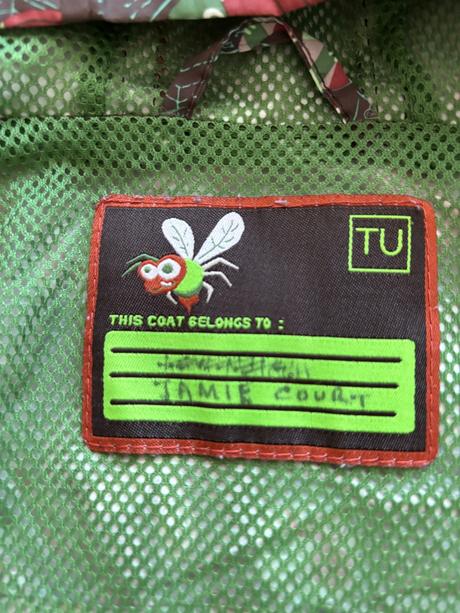 TU
THIS COAT BELONGS TO :
JAMIE COURT